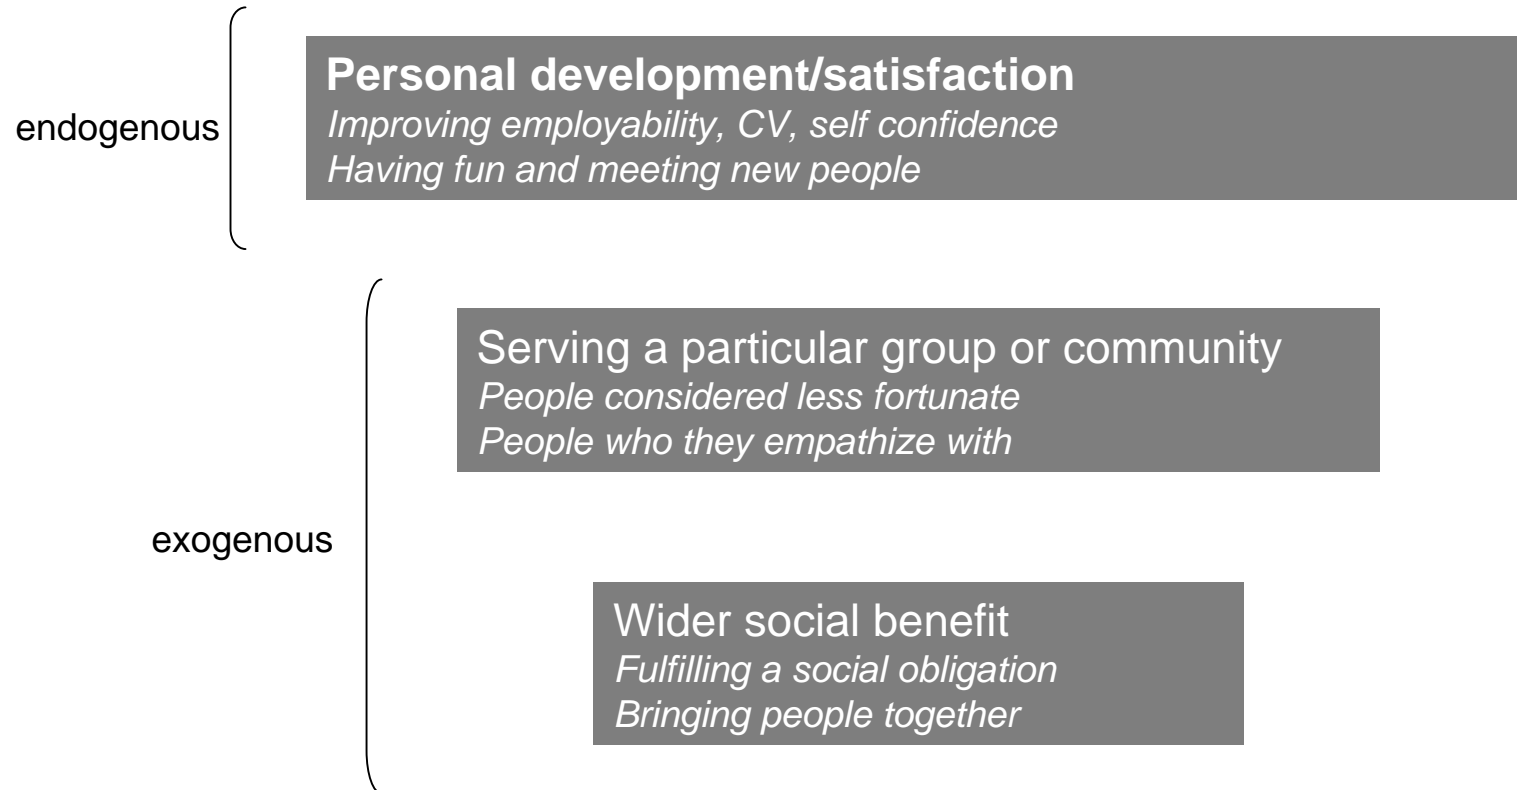 endogenous
Personal development/satisfaction
Improving employability, CV, self confidence
Having fun and meeting new people
exogenous
Serving a particular group or community
People considered less fortunate
People who they empathize with
Wider social benefit
Fulfilling a social obligation
Bringing people together